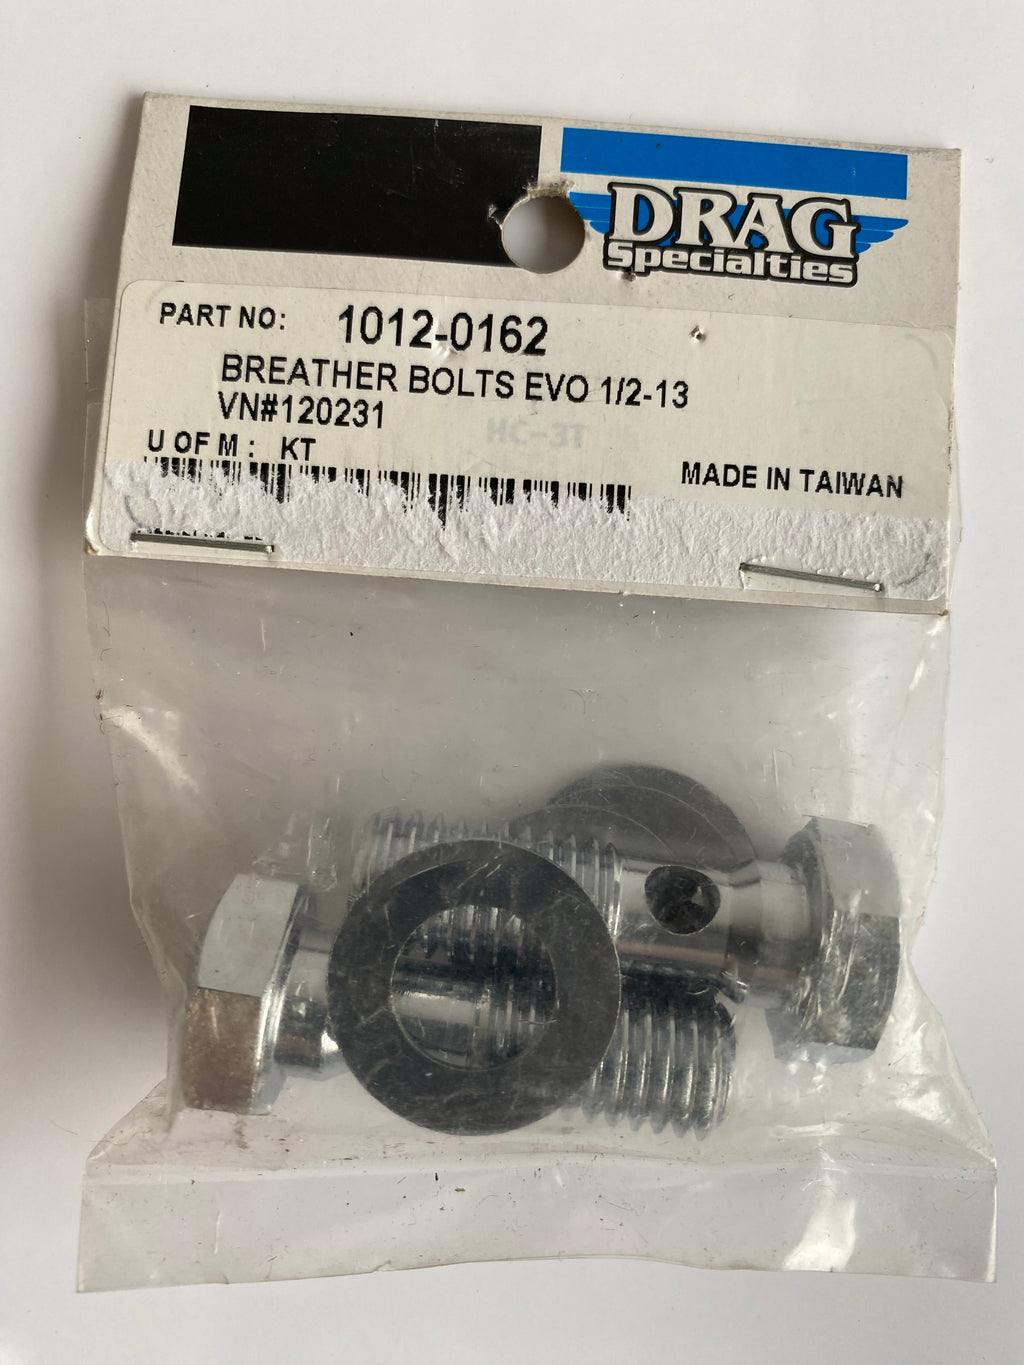 DRAG
Specialties
PART NO: 1012-0162
BREATHER BOLTS EVO 1/2-13
VN#120231
HC-3T
U OF M : KT
MADE IN TAIWAN